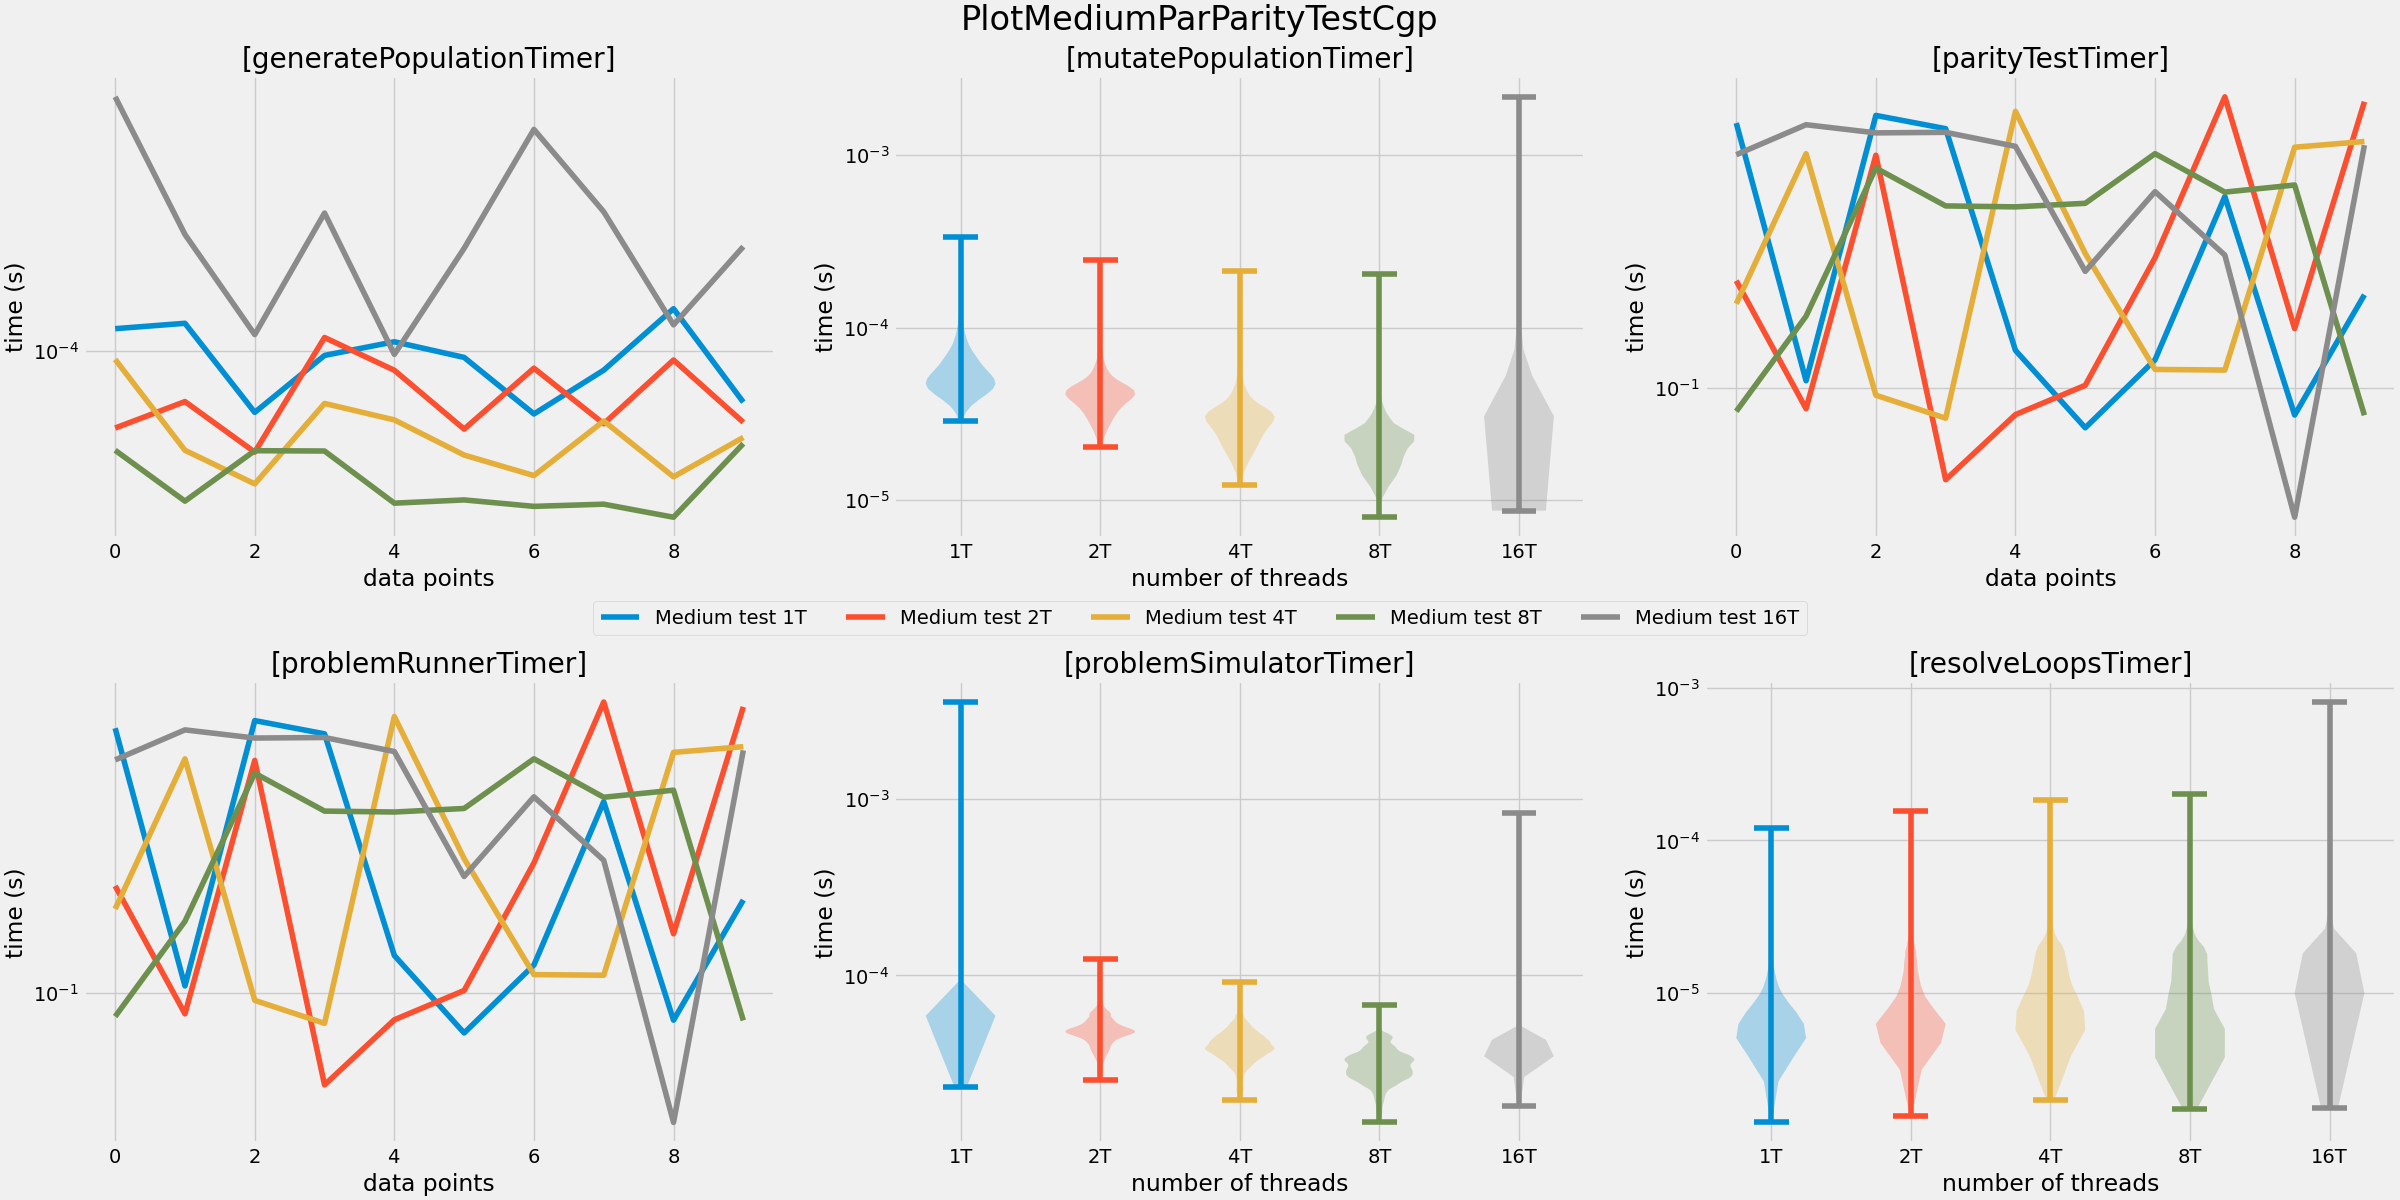 PlotMediumParParityTestCgp
[generatePopulationTimer]
time (s)
10⁻⁴
0 2 4 6 8
data points
[mutatePopulationTimer]
time (s)
10⁻³
10⁻⁴
10⁻⁵
1T 2T 4T 8T 16T
number of threads
[parityTestTimer]
time (s)
10⁻¹
0 2 4 6 8
data points
Medium test 1T Medium test 2T Medium test 4T Medium test 8T Medium test 16T
[problemRunnerTimer]
time (s)
10⁻¹
0 2 4 6 8
data points
[problemSimulatorTimer]
time (s)
10⁻³
10⁻⁴
1T 2T 4T 8T 16T
number of threads
[resolveLoopsTimer]
time (s)
10⁻³
10⁻⁴
10⁻⁵
1T 2T 4T 8T 16T
number of threads